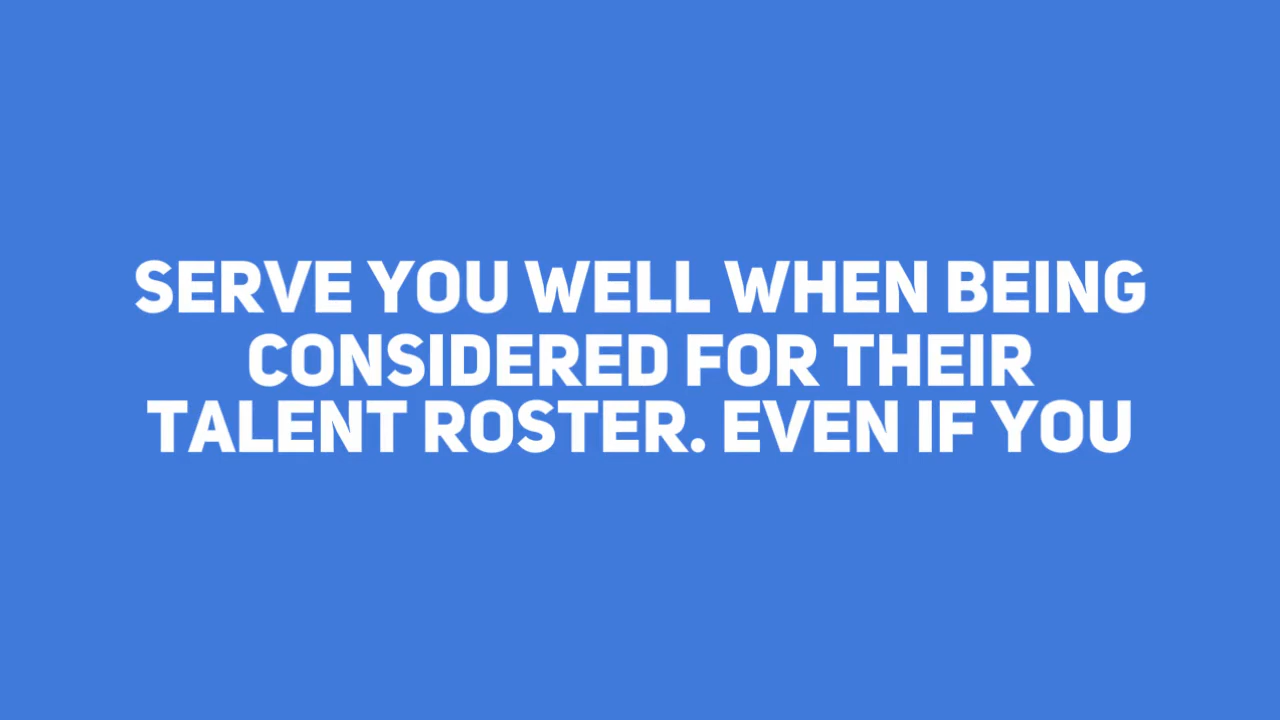 SERVE YOU WELL WHEN BEING
CONSIDERED FOR THEIR
TALENT ROSTER. EVEN IF YOU